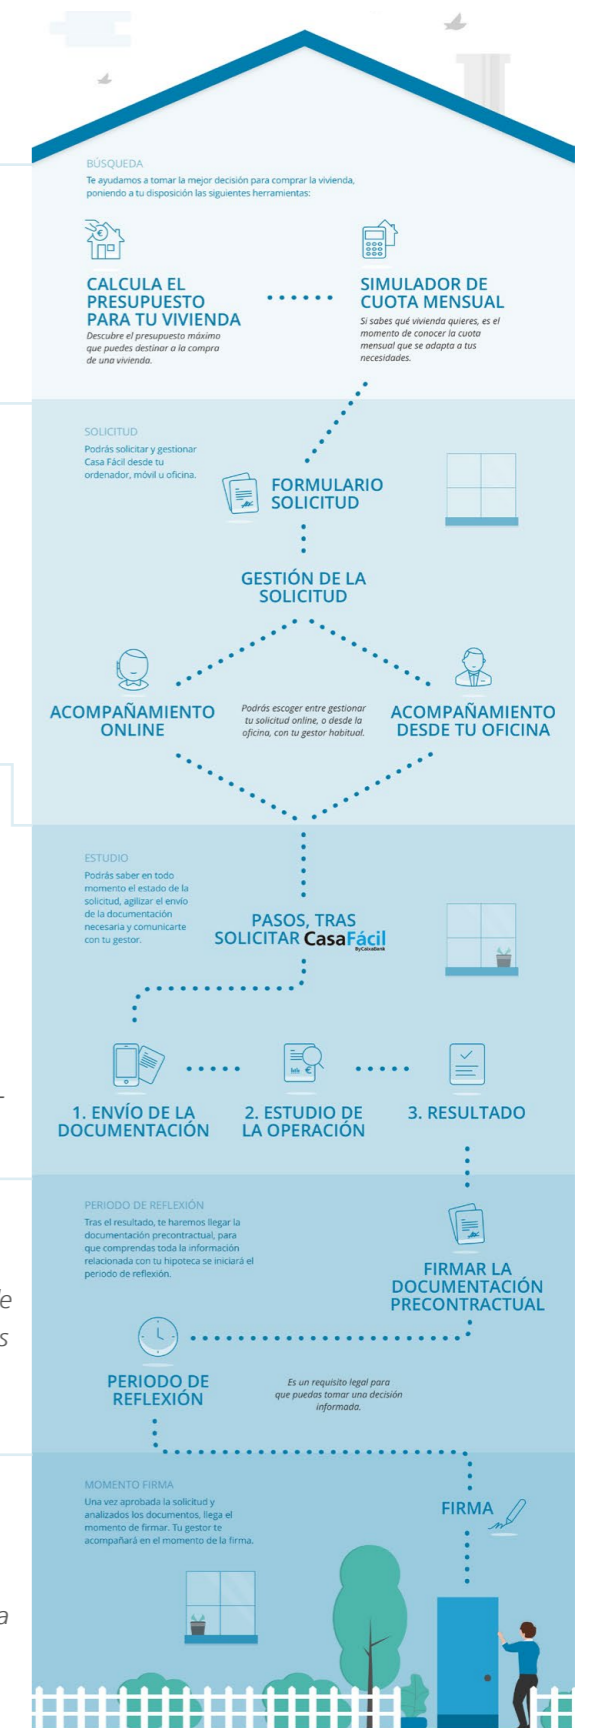 BÚSQUEDA
Te ayudamos a tomar la mejor decisión para comprar la vivienda,
poniendo a tu disposición las siguientes herramientas:
CALCULA EL
PRESUPUESTO
PARA TU VIVIENDA
Descubre el presupuesto máximo
que puedes destinar a la compra
de una vivienda.
SIMULADOR DE
CUOTA MENSUAL
Si sabes qué vivienda quieres, es el
momento de conocer la cuota
mensual que se adapta a tus
necesidades.
SOLICITUD
Podrás solicitar y gestionar
Casa Fácil desde tu
ordenador, móvil u oficina.
FORMULARIO
SOLICITUD
GESTIÓN DE LA
SOLICITUD
ACOMPAÑAMIENTO
ONLINE
Podrás escoger entre gestionar
tu solicitud online, o desde la
oficina, con tu gestor habitual.
ACOMPAÑAMIENTO
DESDE TU OFICINA
ESTUDIO
Podrás saber en todo
momento el estado de la
solicitud, agilizar el envío
de la documentación
necesaria y comunicarte
con tu gestor.
PASOS, TRAS
SOLICITAR CasaFácil
ByCaixaBank
1. ENVÍO DE LA
DOCUMENTACIÓN
2. ESTUDIO DE
LA OPERACIÓN
3. RESULTADO
PERIODO DE REFLEXIÓN
Tras el resultado, te haremos llegar la
documentación precontractual, para
que comprendas toda la información
relacionada con tu hipoteca se iniciará el
periodo de reflexión.
FIRMAR LA
DOCUMENTACIÓN
PRECONTRACTUAL
PERIODO DE
REFLEXIÓN
Es un requisito legal para
que puedas tomar una decisión
informada.
MOMENTO FIRMA
Una vez aprobada la solicitud y
analizados los documentos, llega el
momento de firmar. Tu gestor te
acompañará en el momento de la firma.
FIRMA